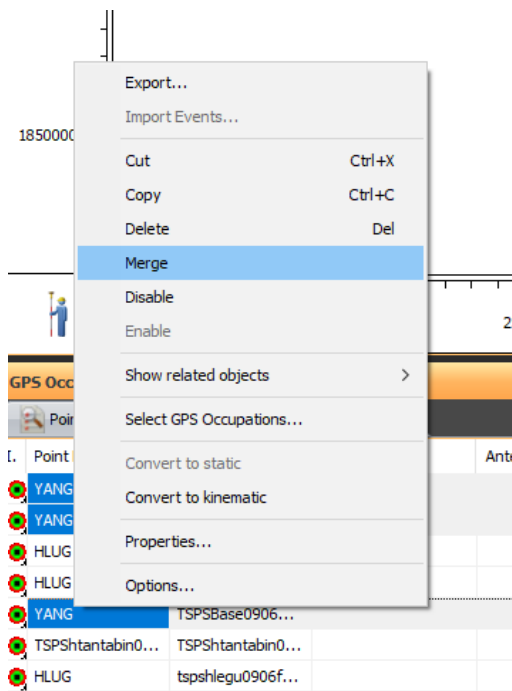 Export...
Import Events...
1850000
Cut Ctrl+X
Copy Ctrl+C
Delete Del
Merge
Disable
2
Enable
GPS Occ
Show related objects
Poin
Select GPS Occupations...
I. Point Ante
Convert to static
YANG
Convert to kinematic
YANG
HLUG
Properties...
HLUG
Options...
YANG TSPSBase0906...
TSPShtantabin0... TSPShtantabin0...
HLUG tspshlegu0906f...